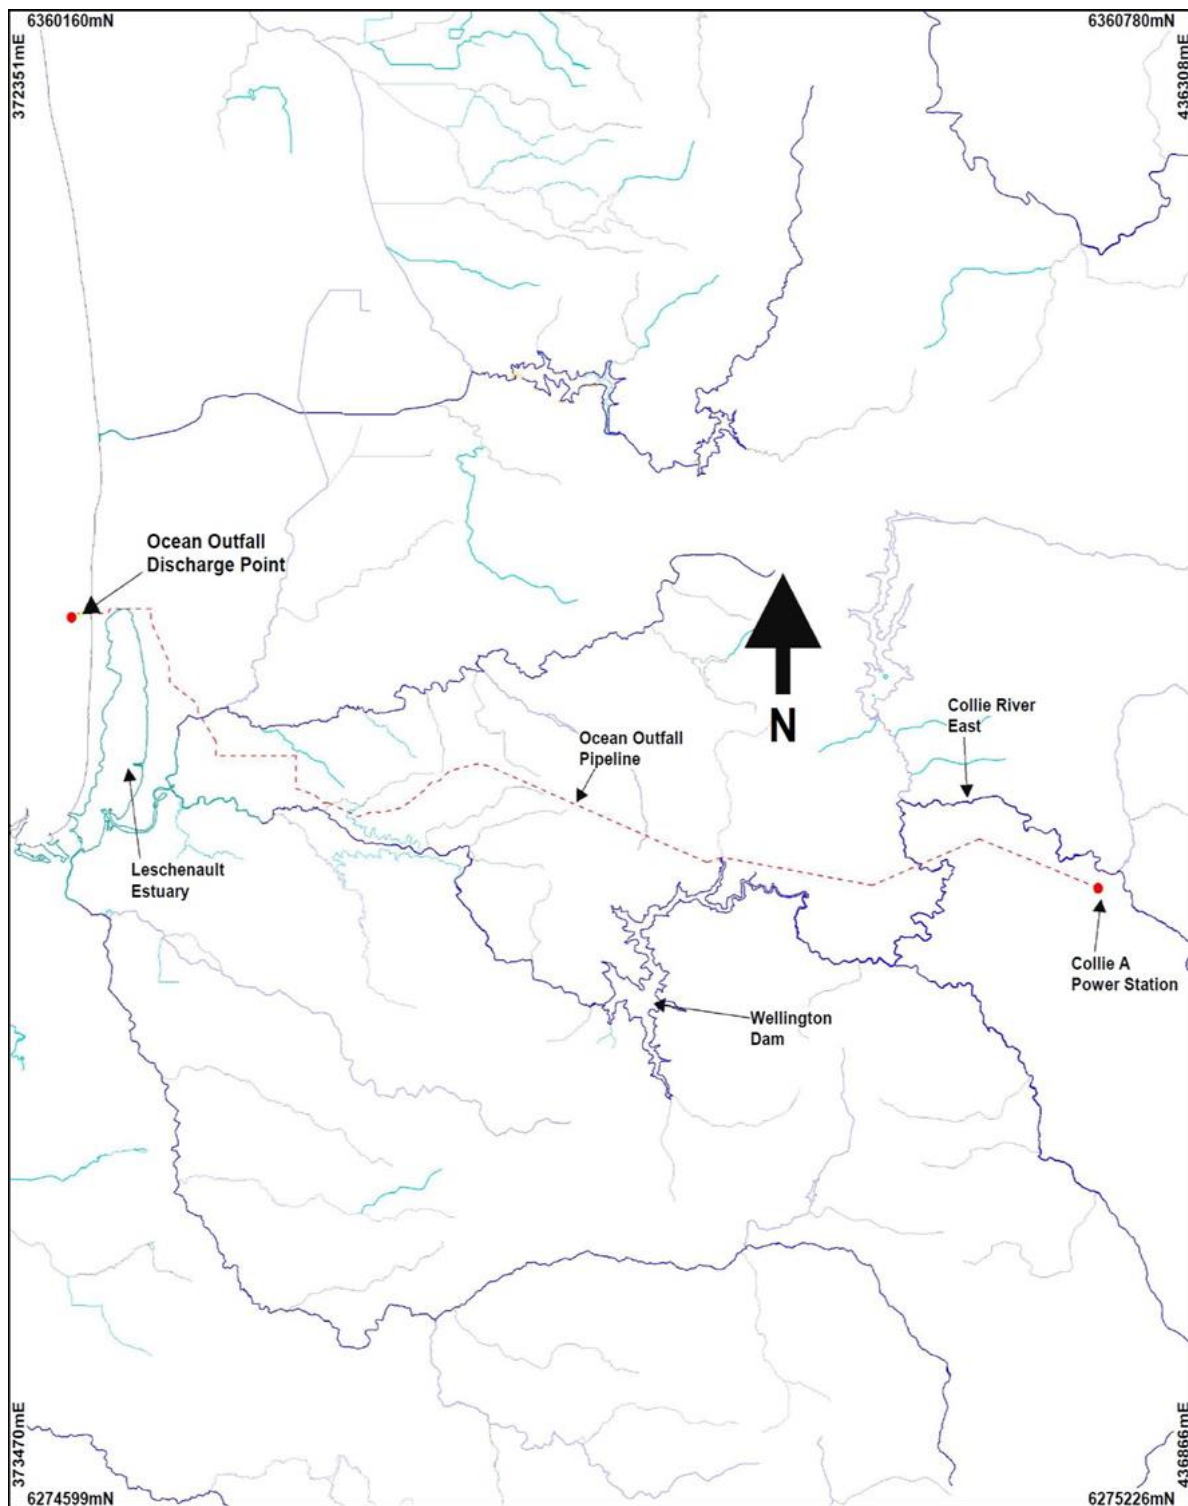 6360160mN
6360780mN
372351mE
436308mE
Ocean Outfall
Discharge Point
N
Collie River
East
Ocean Outfall
Pipeline
Leschenault
Estuary
Collie A
Power Station
Wellington
Dam
373470mE
436866mE
6274599mN
6275226mN